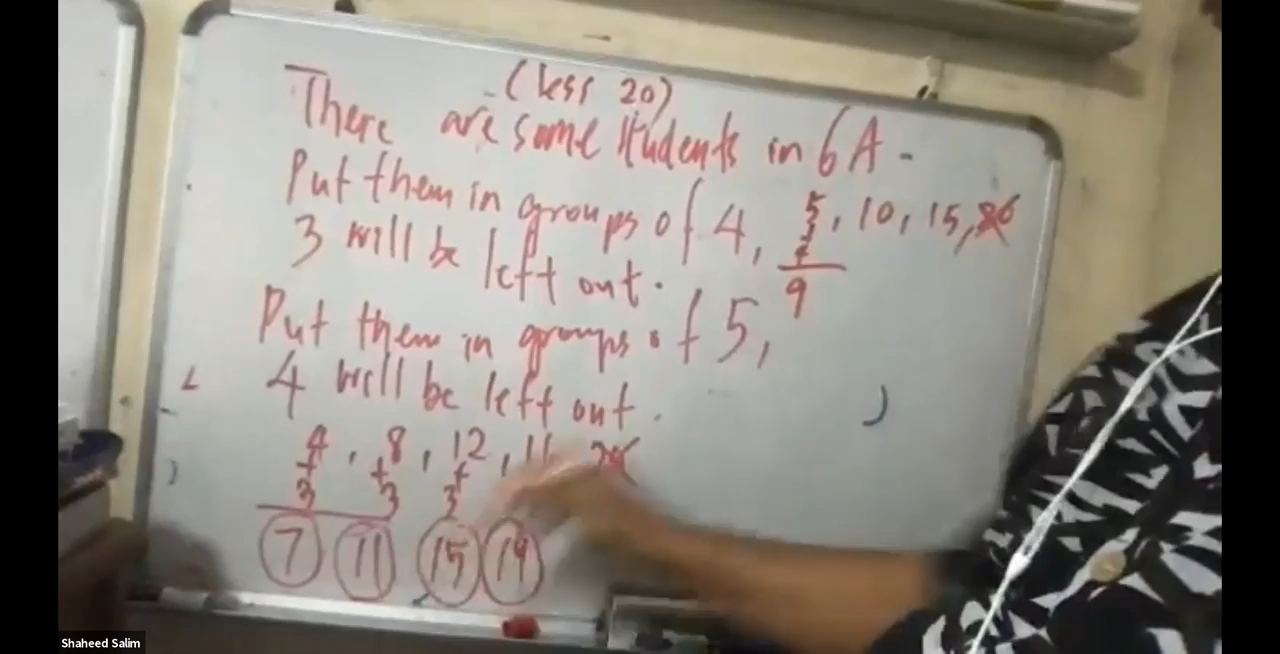 (less 20)
There are some students in 6A.
Put them in groups of 4,
3 will be left out.
Put them in groups of 5,
4 will be left out.
5, 10, 15, 20
+
4
9
4, 8, 12, 16
+ + +
3 3 3
7 11 15 19
Shaheed Salim